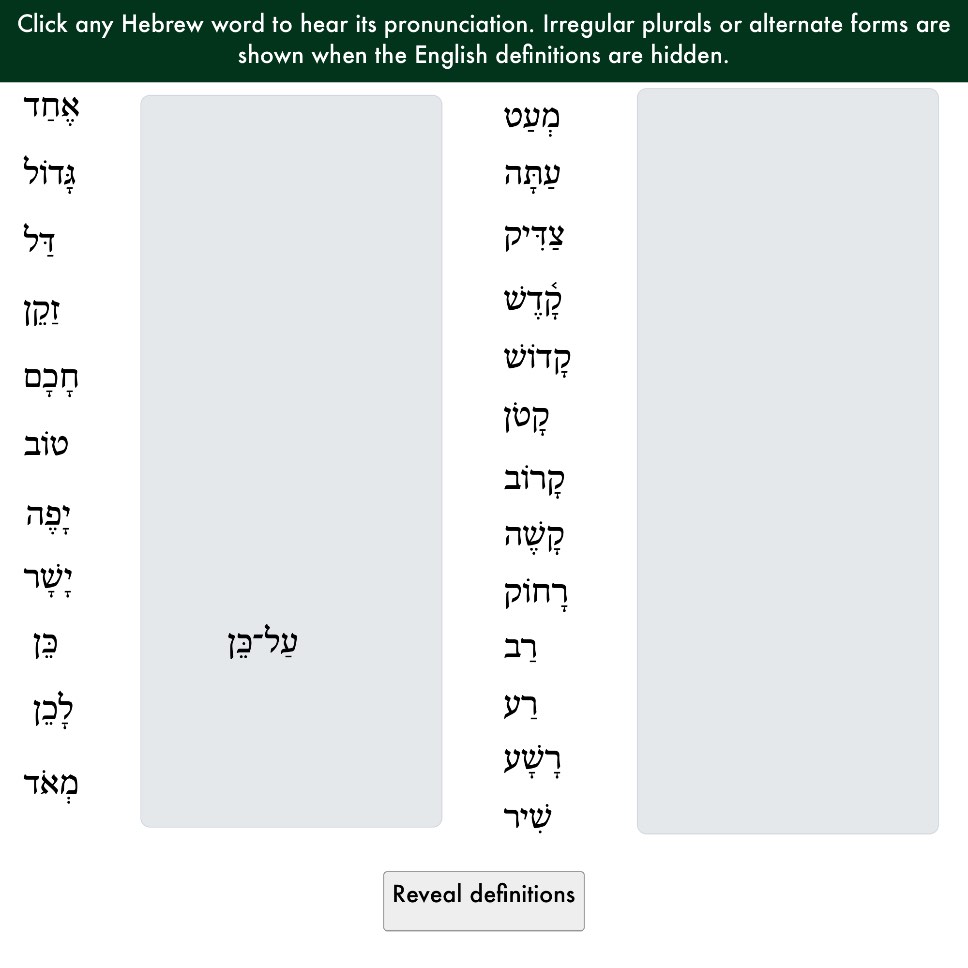 Click any Hebrew word to hear its pronunciation. Irregular plurals or alternate forms are
shown when the English definitions are hidden.
אֶחַד
גָּדוֹל
דַּל
זַקֵן
חָכָם
טוֹב
יָפֶה
יָשָׁר
כֵּן
עַל־כֵּן
לָכֵן
מְאֹד
מְעַט
עַתָּה
צַדִּיק
קֹ֫דֶשׁ
קָדוֹשׁ
קָטֹן
קָרוֹב
קָשֶׁה
רָחוֹק
רַב
רַע
רָשָׁע
שִׁיר
Reveal definitions